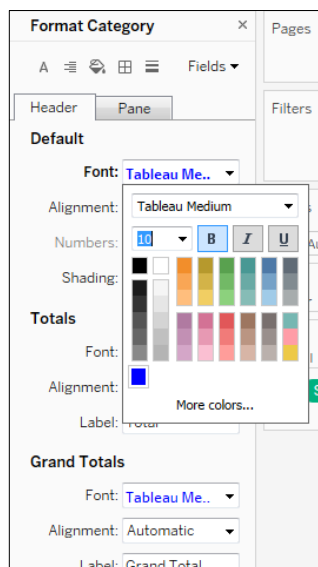 Format Category ×
Pages
A Fields
Header Pane
Filters
Default
Font: Tableau Me..
Alignment: Tableau Medium
Numbers: 10 B I U
Shading:
Totals
Font:
Alignment:
More colors...
Label: Total
Grand Totals
Font: Tableau Me..
Alignment: Automatic
Label: Grand Total